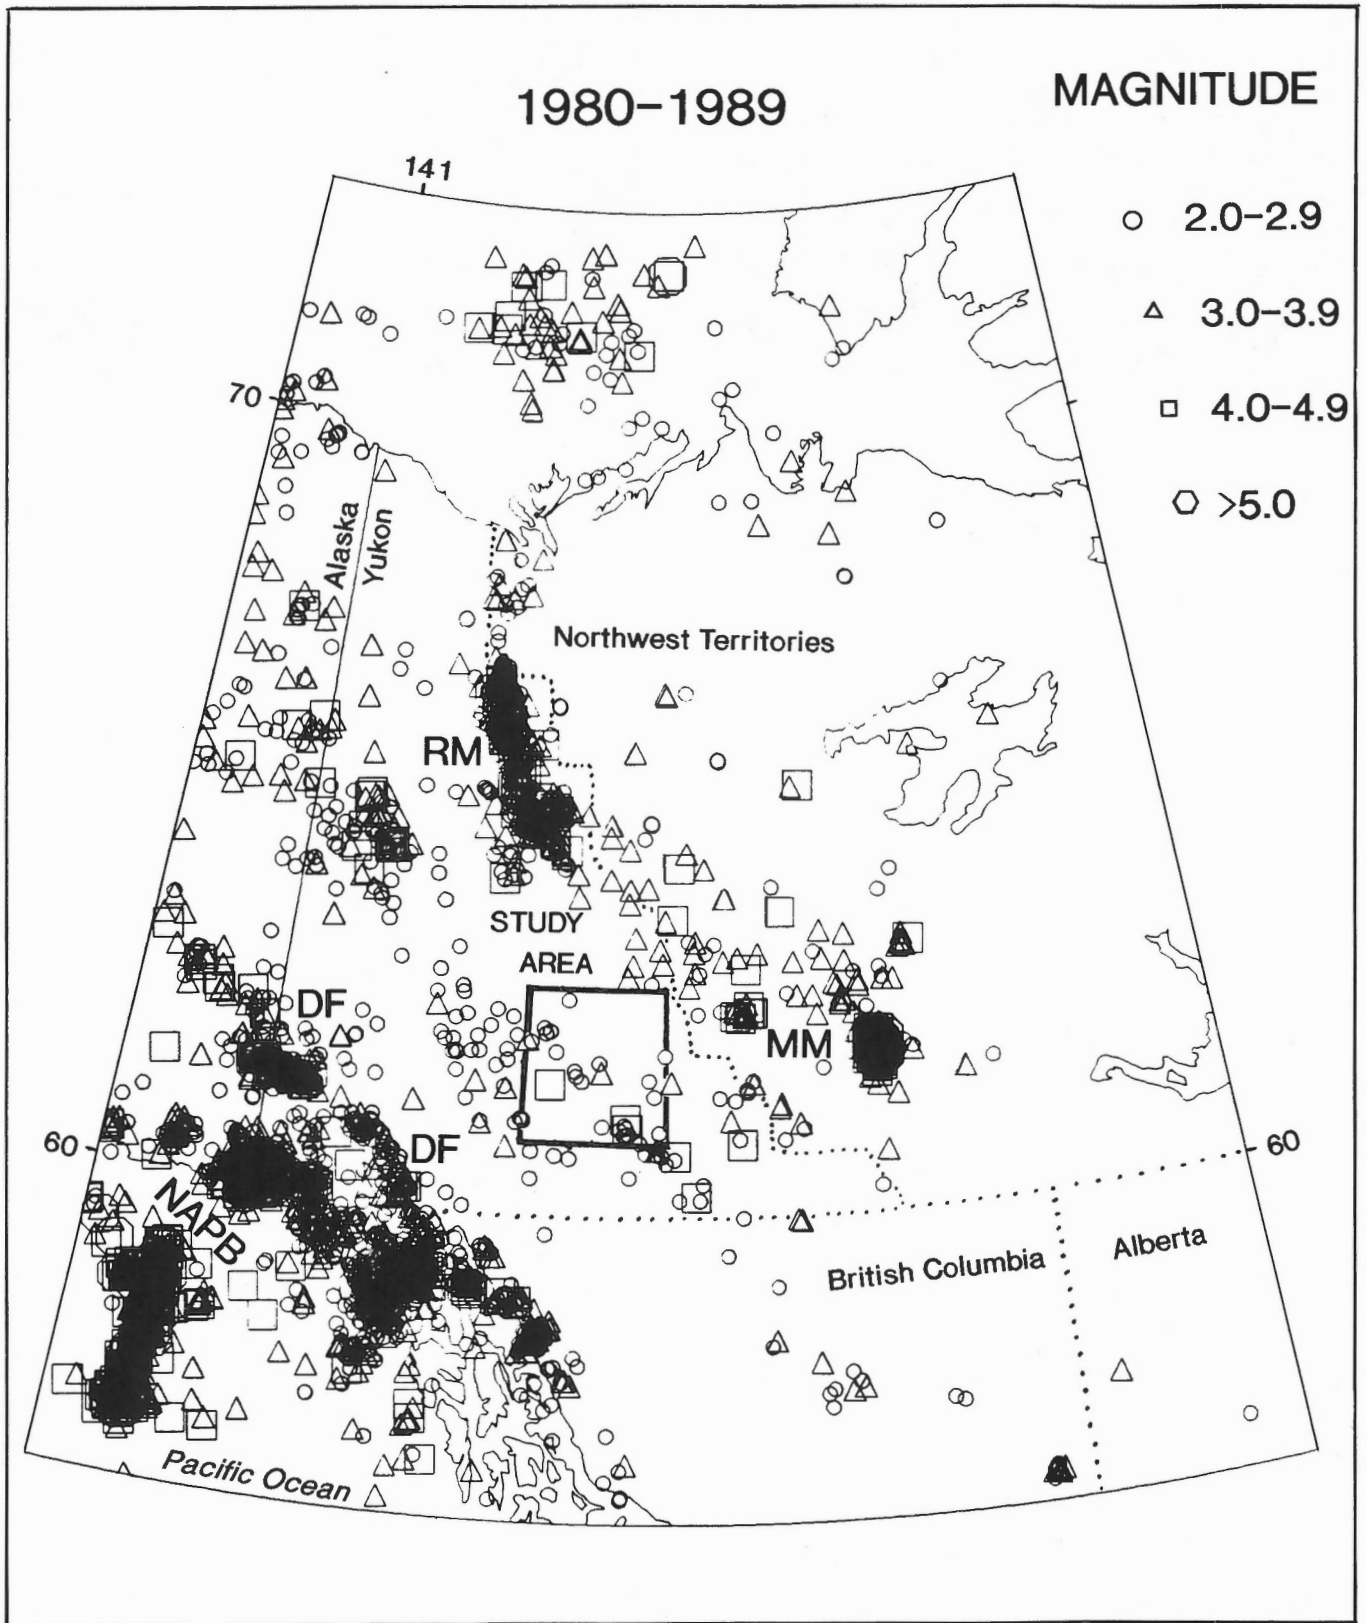 1980-1989
MAGNITUDE
2.0-2.9
3.0-3.9
4.0-4.9
>5.0
141
70
Alaska
Yukon
Northwest Territories
RM
STUDY
AREA
DF
MM
60
DF
60
NAPB
British Columbia
Alberta
Pacific Ocean